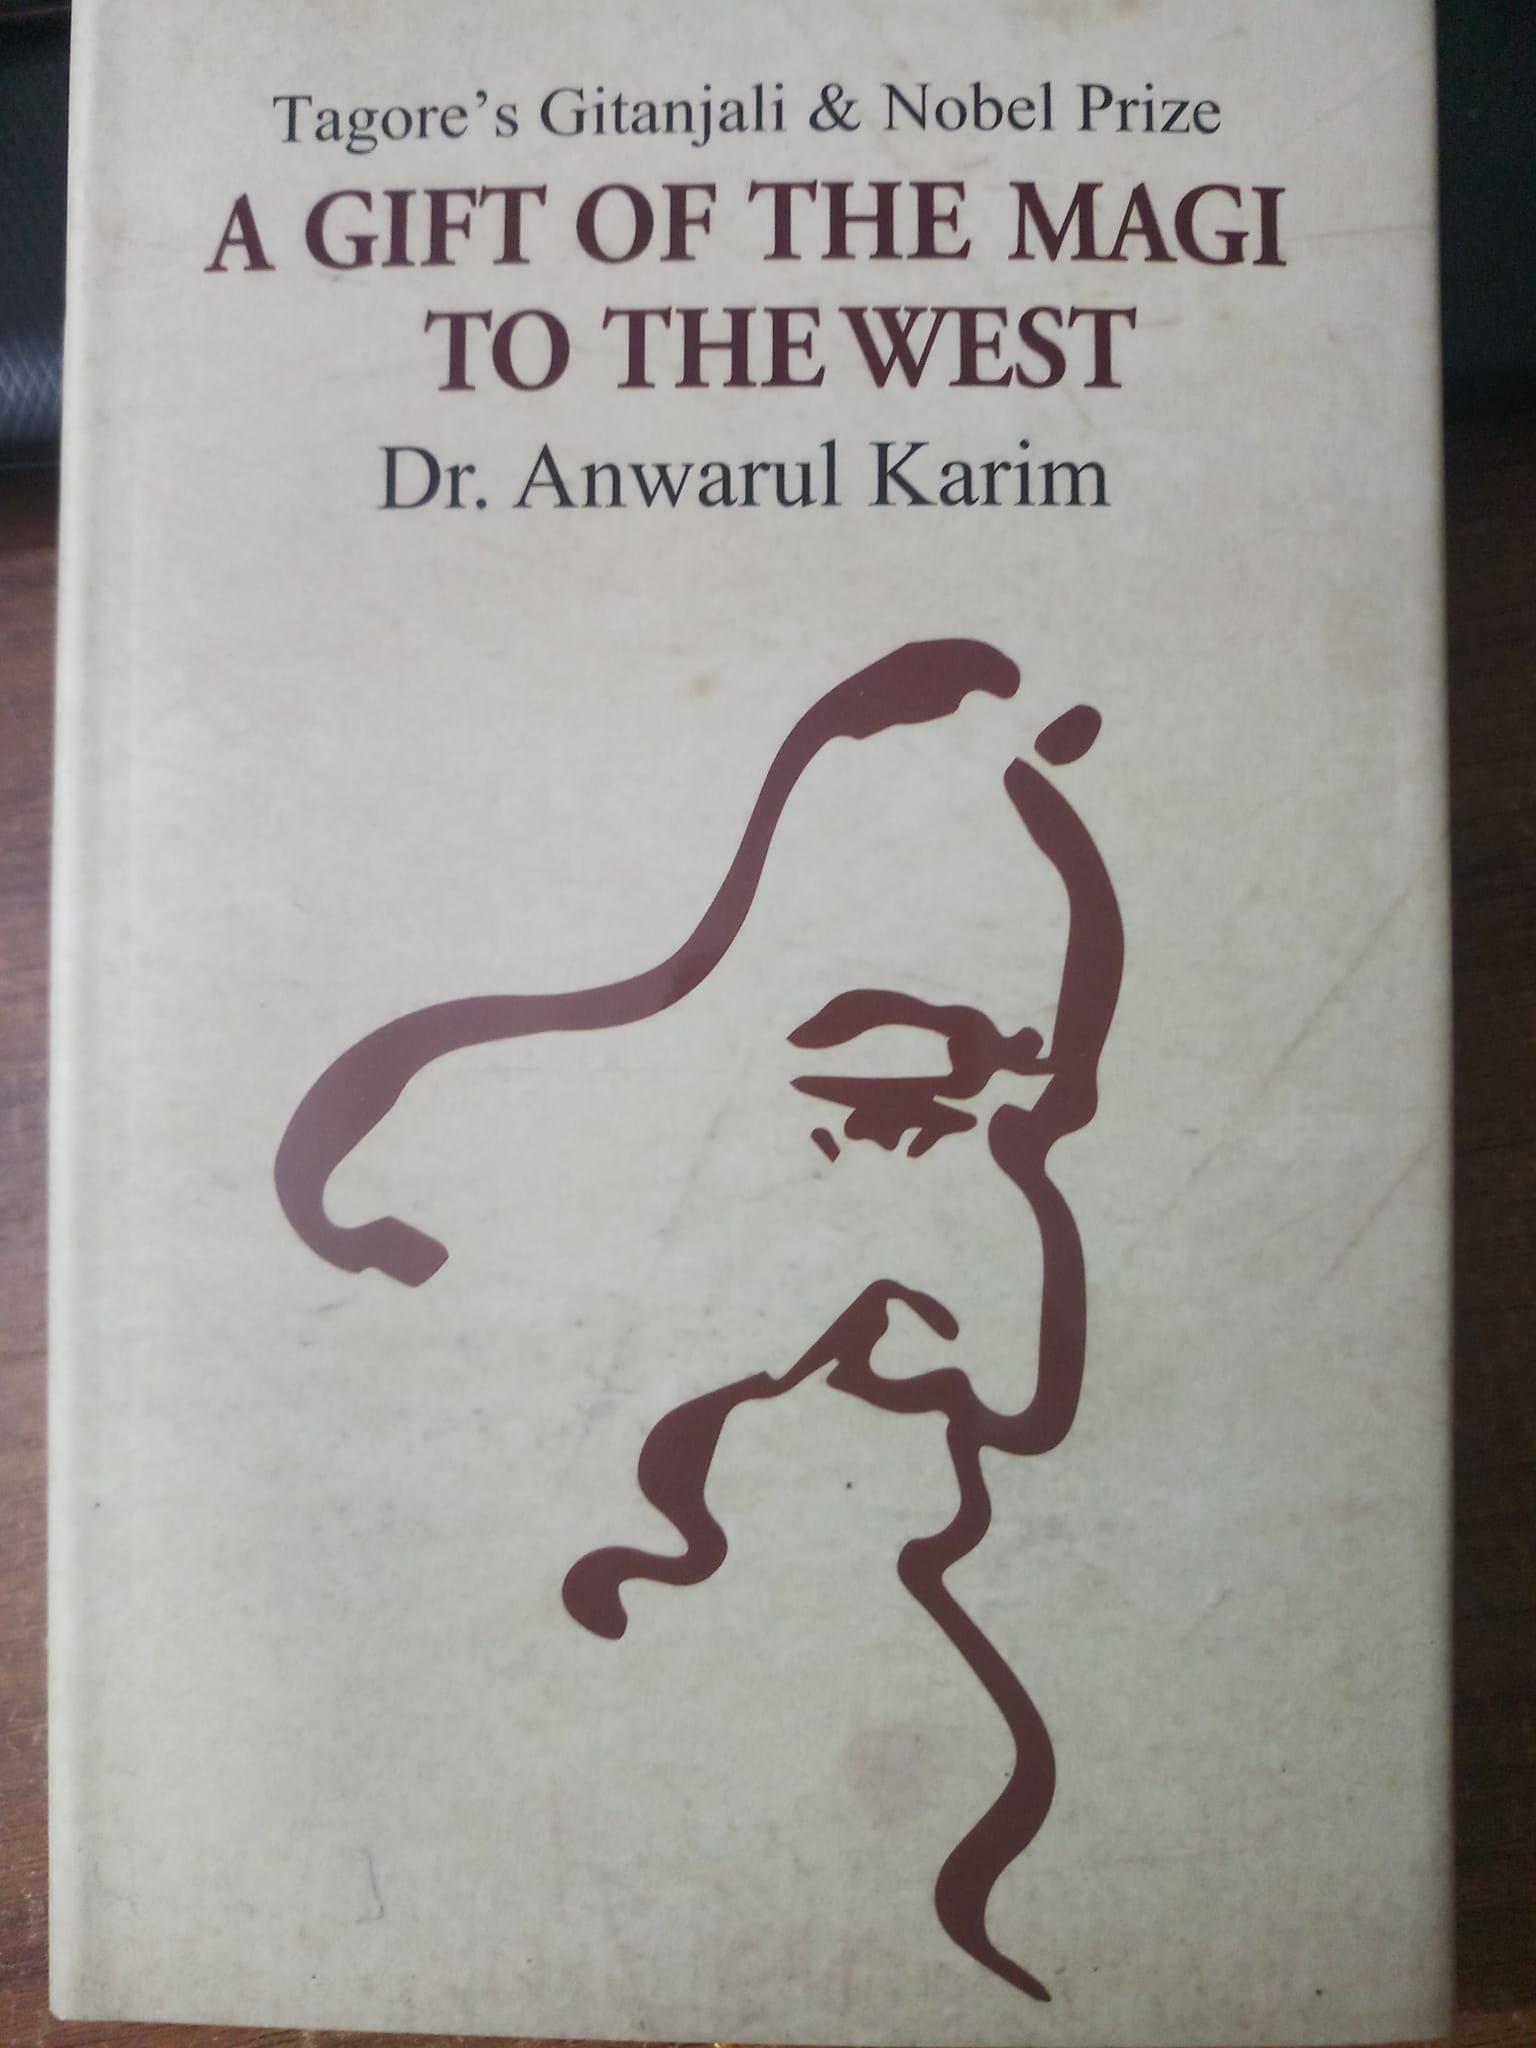 Tagore's Gitanjali & Nobel Prize
A GIFT OF THE MAGI
TO THE WEST
Dr. Anwarul Karim